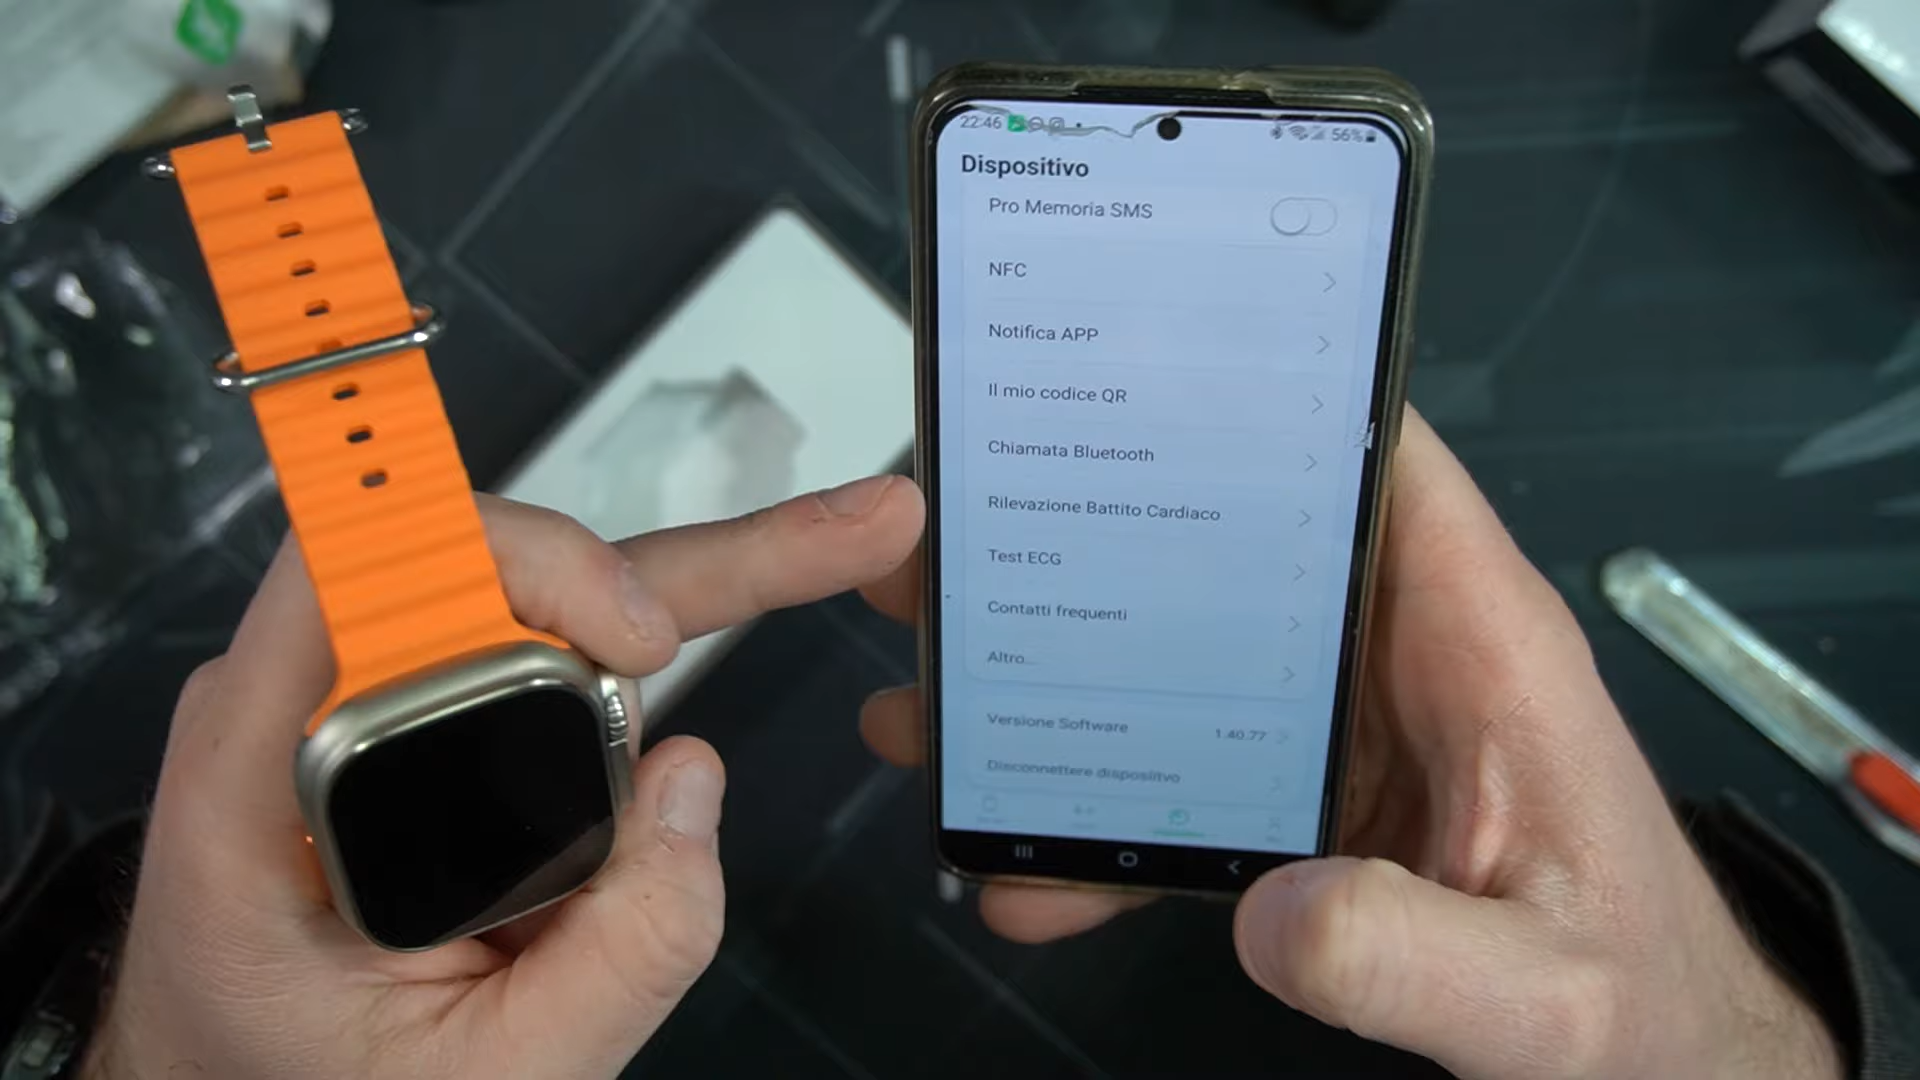 22:46
56%
Dispositivo
Pro Memoria SMS
NFC
Notifica APP
Il mio codice QR
Chiamata Bluetooth
Rilevazione Battito Cardiaco
Test ECG
Contatti frequenti
Altro...
Versione Software 1.40.77
Disconnettere dispositivo